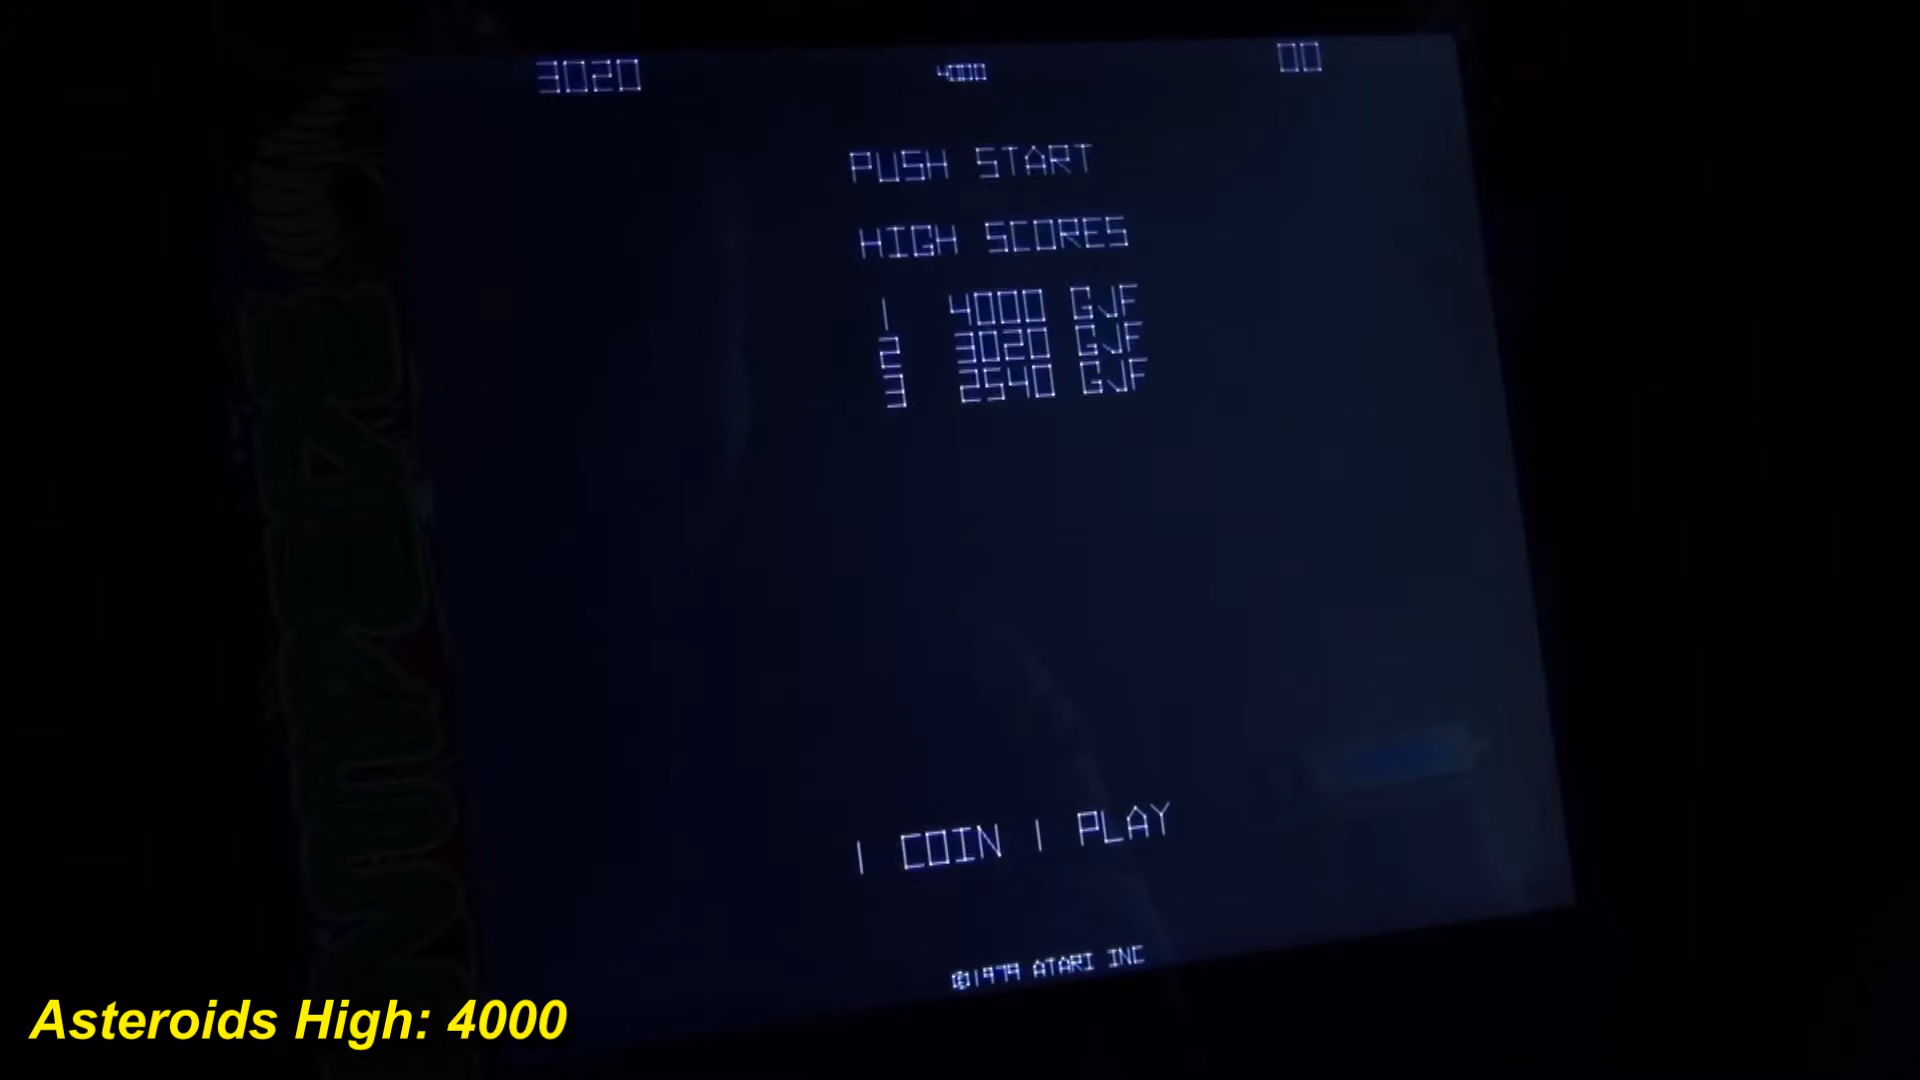 3020 4000 00
PUSH START
HIGH SCORES
1 4000 GJF
2 3020 GJF
3 2540 GJF
1 COIN 1 PLAY
©1979 ATARI INC
Asteroids High: 4000